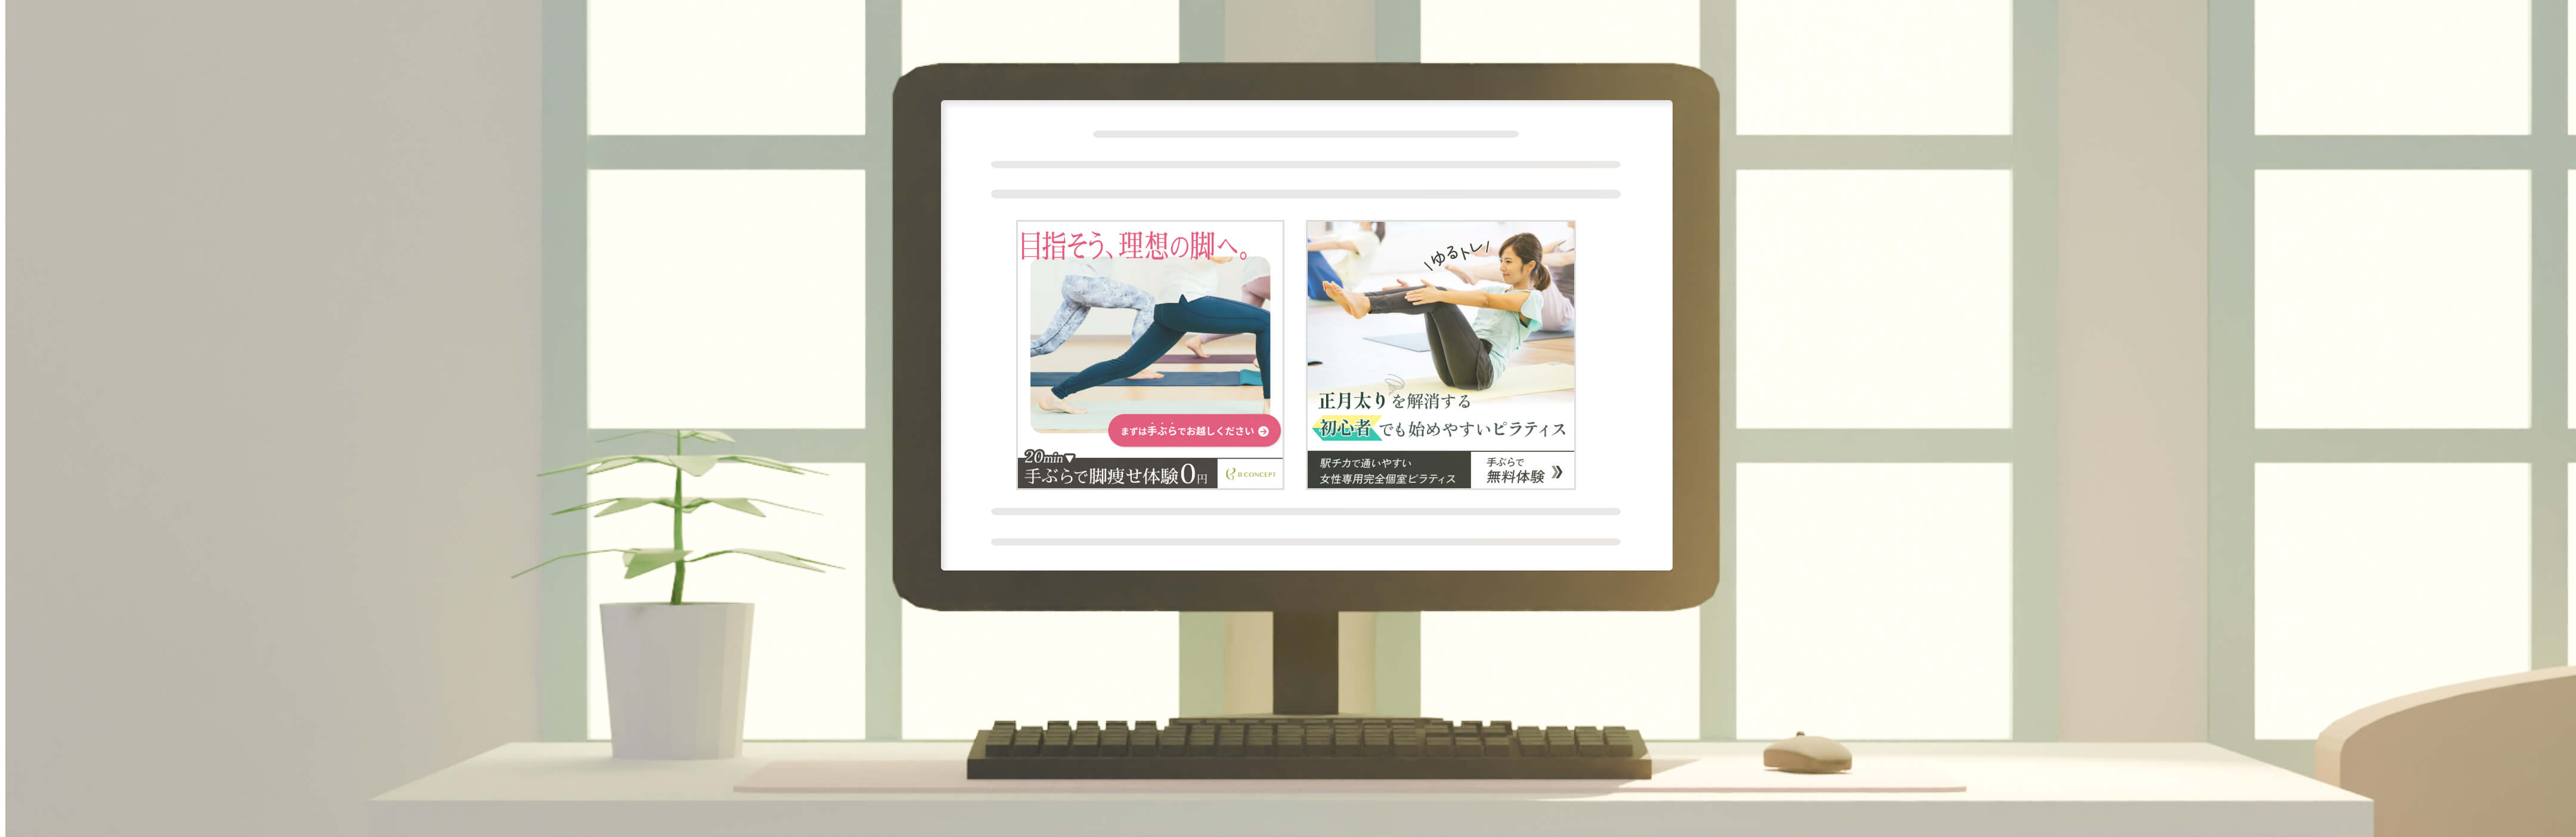 目指そう、理想の脚へ。
まずは手ぶらでお越しください
20min▼
手ぶらで脚痩せ体験0円
B CONCEPT
\ゆるトレ/
正月太りを解消する
初心者でも始めやすいピラティス
駅チカで通いやすい
女性専用完全個室ピラティス
手ぶらで
無料体験